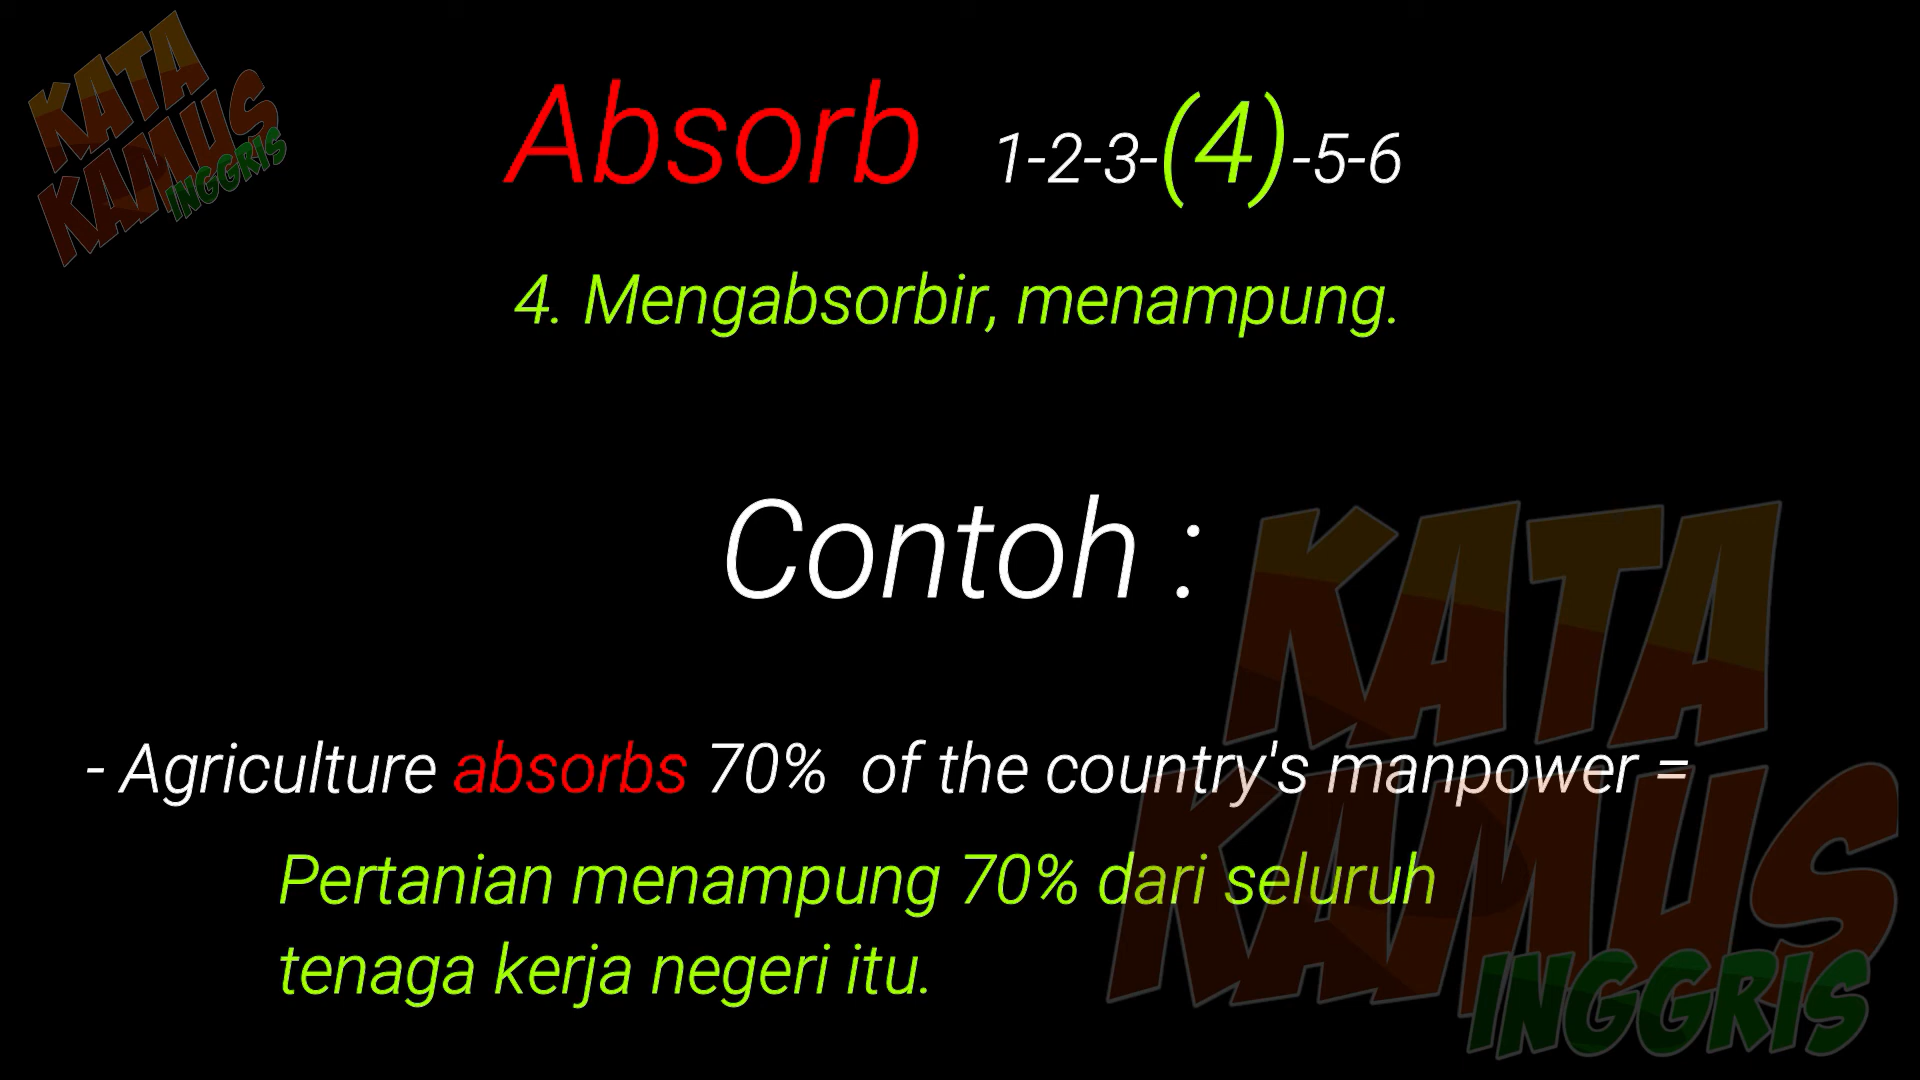 KATA
KAMUS
INGGRIS
Absorb 1-2-3-(4)-5-6
4. Mengabsorbir, menampung.
Contoh :
- Agriculture absorbs 70% of the country's manpower =
Pertanian menampung 70% dari seluruh
tenaga kerja negeri itu.
KATA
KAMUS
INGGRIS